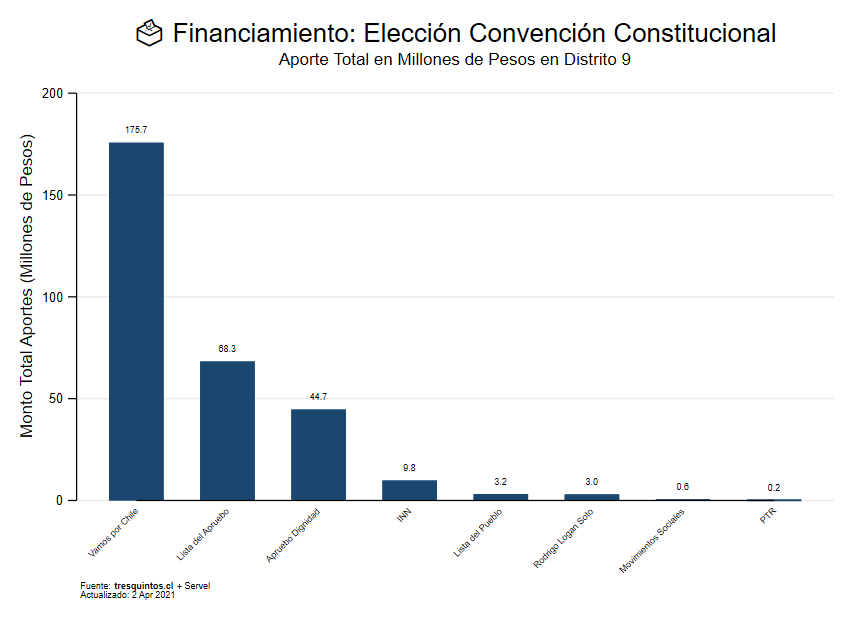 Financiamiento: Elección Convención Constitucional
Aporte Total en Millones de Pesos en Distrito 9
Monto Total Aportes (Millones de Pesos)
200
150
100
50
0
175.7
68.3
44.7
9.8
3.2
3.0
0.6
0.2
Vamos por Chile
Lista del Apruebo
Apruebo Dignidad
INN
Lista del Pueblo
Rodrigo Logan Soto
Movimientos Sociales
PTR
Fuente: tresquintos.cl + Servel
Actualizado: 2 Apr 2021